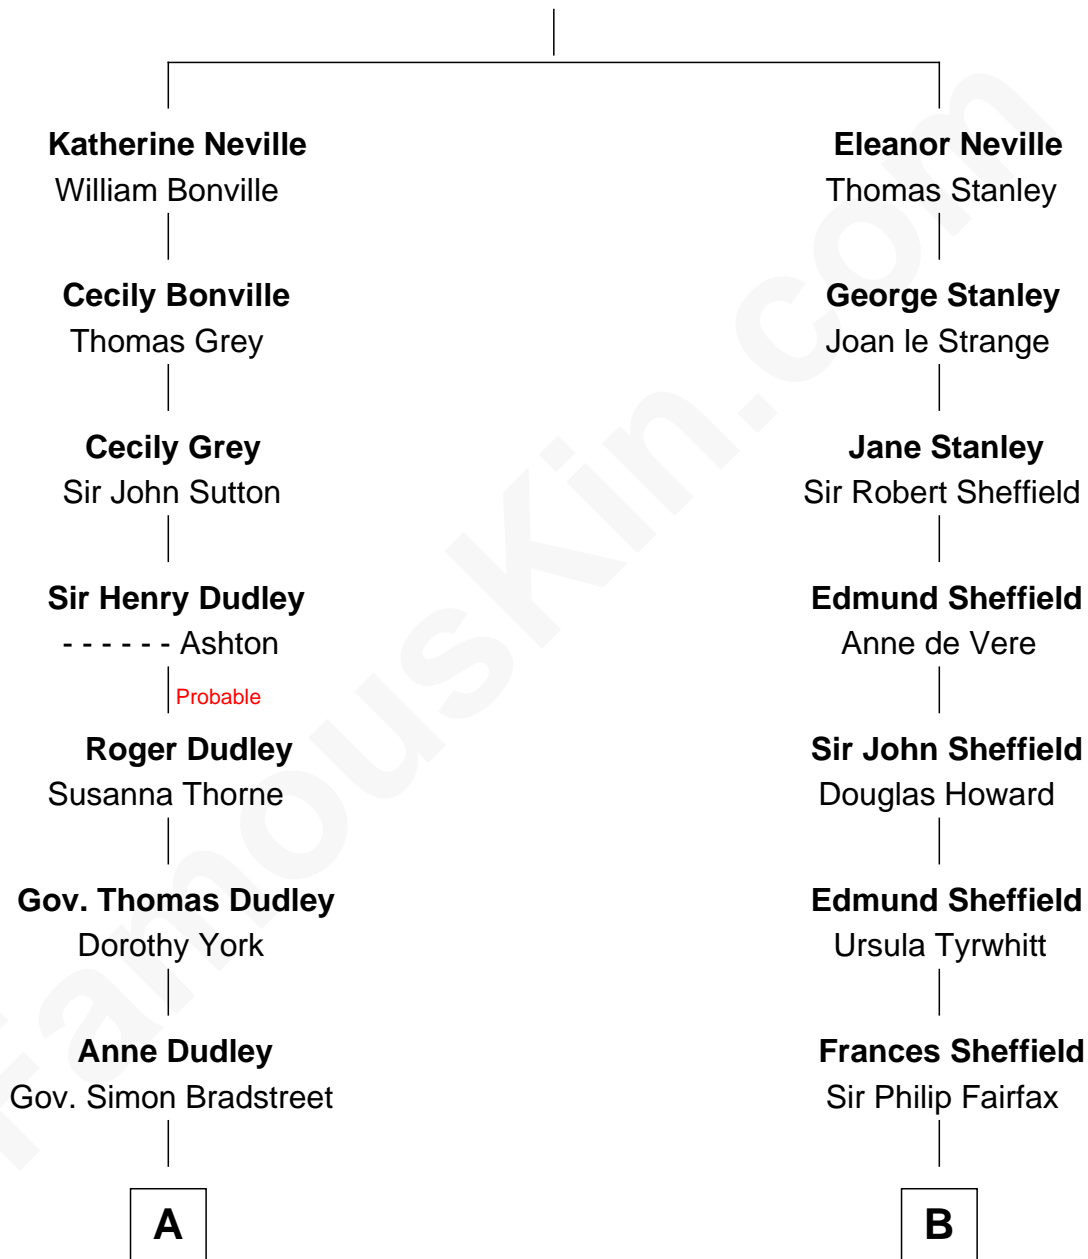 Katherine Neville
William Bonville
Cecily Bonville
Thomas Grey
Cecily Grey
Sir John Sutton
Sir Henry Dudley
- - - - - - Ashton
Probable
Roger Dudley
Susanna Thorne
Gov. Thomas Dudley
Dorothy York
Anne Dudley
Gov. Simon Bradstreet
A
Eleanor Neville
Thomas Stanley
George Stanley
Joan le Strange
Jane Stanley
Sir Robert Sheffield
Edmund Sheffield
Anne de Vere
Sir John Sheffield
Douglas Howard
Edmund Sheffield
Ursula Tyrwhitt
Frances Sheffield
Sir Philip Fairfax
B
FamousKin.com